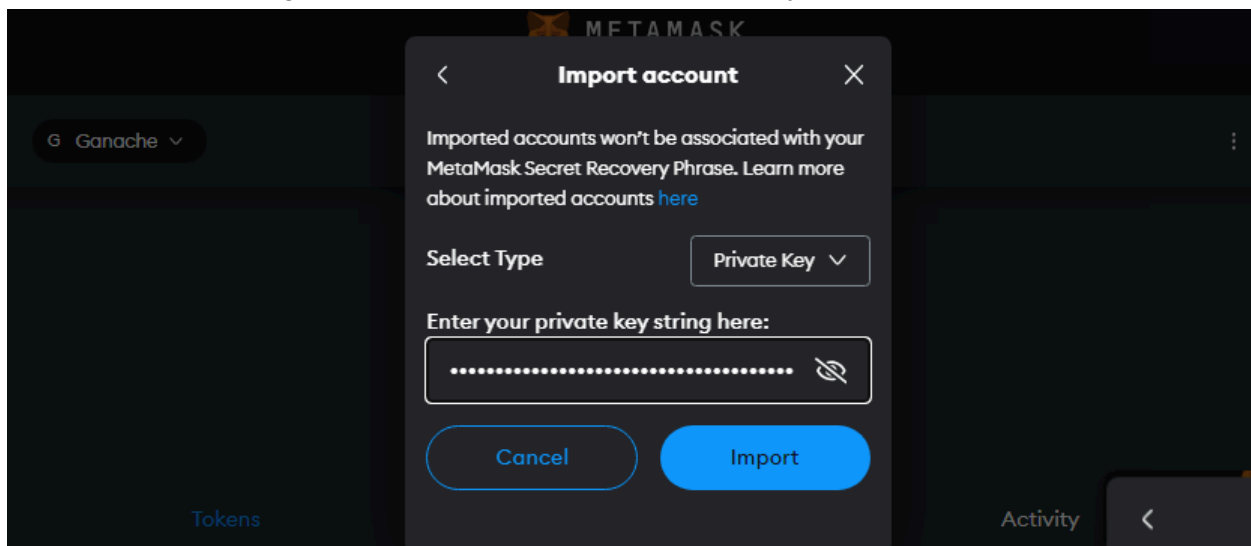 METAMASK
Import account
G Ganache
Imported accounts won't be associated with your
MetaMask Secret Recovery Phrase. Learn more
about imported accounts here
Select Type
Private Key
Enter your private key string here:
Cancel
Import
Tokens
Activity